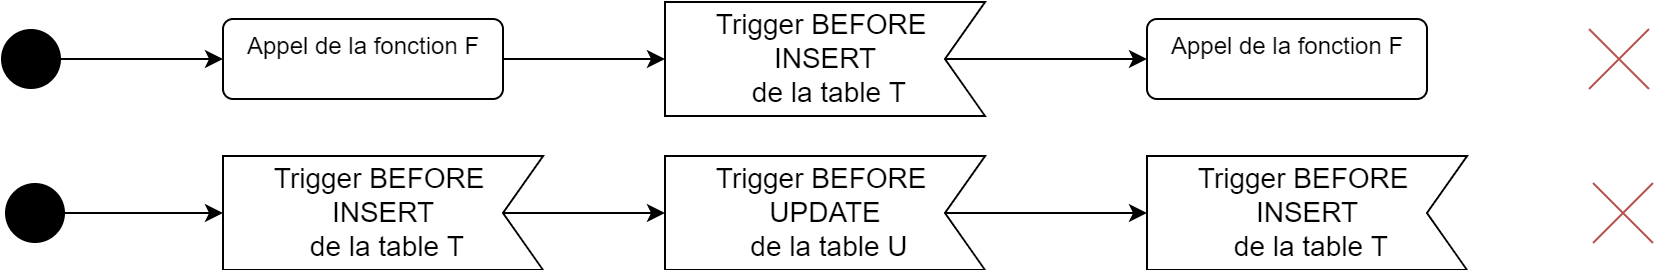 Appel de la fonction F
Trigger BEFORE
INSERT
de la table T
Appel de la fonction F
Trigger BEFORE
INSERT
de la table T
Trigger BEFORE
UPDATE
de la table U
Trigger BEFORE
INSERT
de la table T